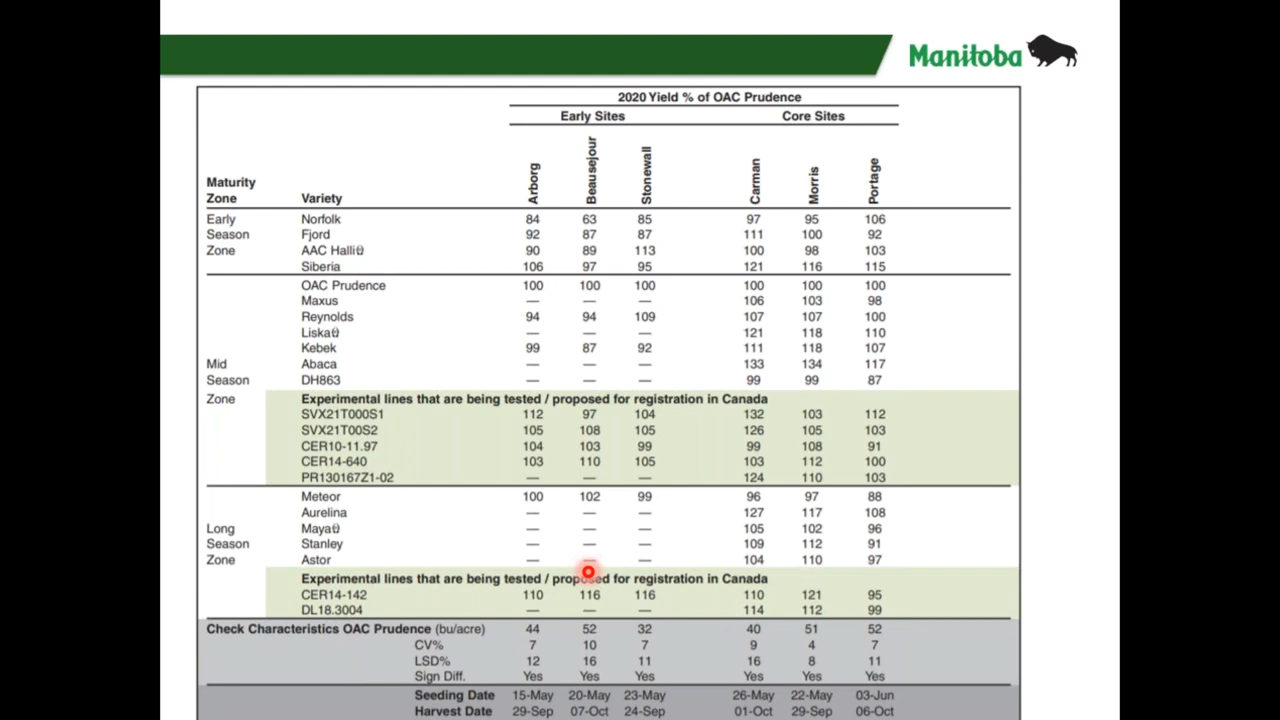 Manitoba
2020 Yield % of OAC Prudence
Early Sites Core Sites
Maturity Zone Variety Arborg Beausejour Stonewall Carman Morris Portage
Early Norfolk 84 63 85 97 95 106
Season Fjord 92 87 87 111 100 92
Zone AAC Halli 90 89 113 100 98 103
Siberia 106 97 95 121 116 115
OAC Prudence 100 100 100 100 100 100
Maxus — — — 106 103 98
Reynolds 94 94 109 107 107 100
Liska — — — 121 118 110
Kebek 99 87 92 111 118 107
Mid Abaca — — — 133 134 117
Season DH863 — — — 99 99 87
Zone Experimental lines that are being tested / proposed for registration in Canada
SVX21T000S1 112 97 104 132 103 112
SVX21T00S2 105 108 105 126 105 103
CER10-11.97 104 103 99 99 108 91
CER14-640 103 110 105 103 112 100
PR130167Z1-02 — — — 124 110 103
Meteor 100 102 99 96 97 88
Aurelina — — — 127 117 108
Long Maya — — — 105 102 96
Season Stanley — — — 109 112 91
Zone Astor — — — 104 110 97
Experimental lines that are being tested / proposed for registration in Canada
CER14-142 110 116 116 110 121 95
DL18.3004 — — — 114 112 99
Check Characteristics OAC Prudence (bu/acre) 44 52 32 40 51 52
CV% 7 10 7 9 4 7
LSD% 12 16 11 16 8 11
Sign Diff. Yes Yes Yes Yes Yes Yes
Seeding Date 15-May 20-May 23-May 26-May 22-May 03-Jun
Harvest Date 29-Sep 07-Oct 24-Sep 01-Oct 29-Sep 06-Oct